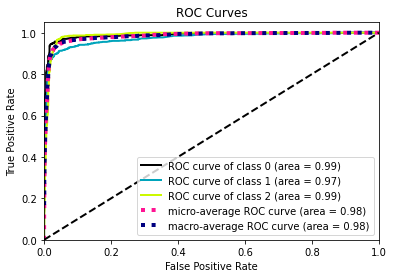 ROC Curves
True Positive Rate
1.0
0.8
0.6
0.4
0.2
0.0
ROC curve of class 0 (area = 0.99)
ROC curve of class 1 (area = 0.97)
ROC curve of class 2 (area = 0.99)
micro-average ROC curve (area = 0.98)
macro-average ROC curve (area = 0.98)
0.0 0.2 0.4 0.6 0.8 1.0
False Positive Rate